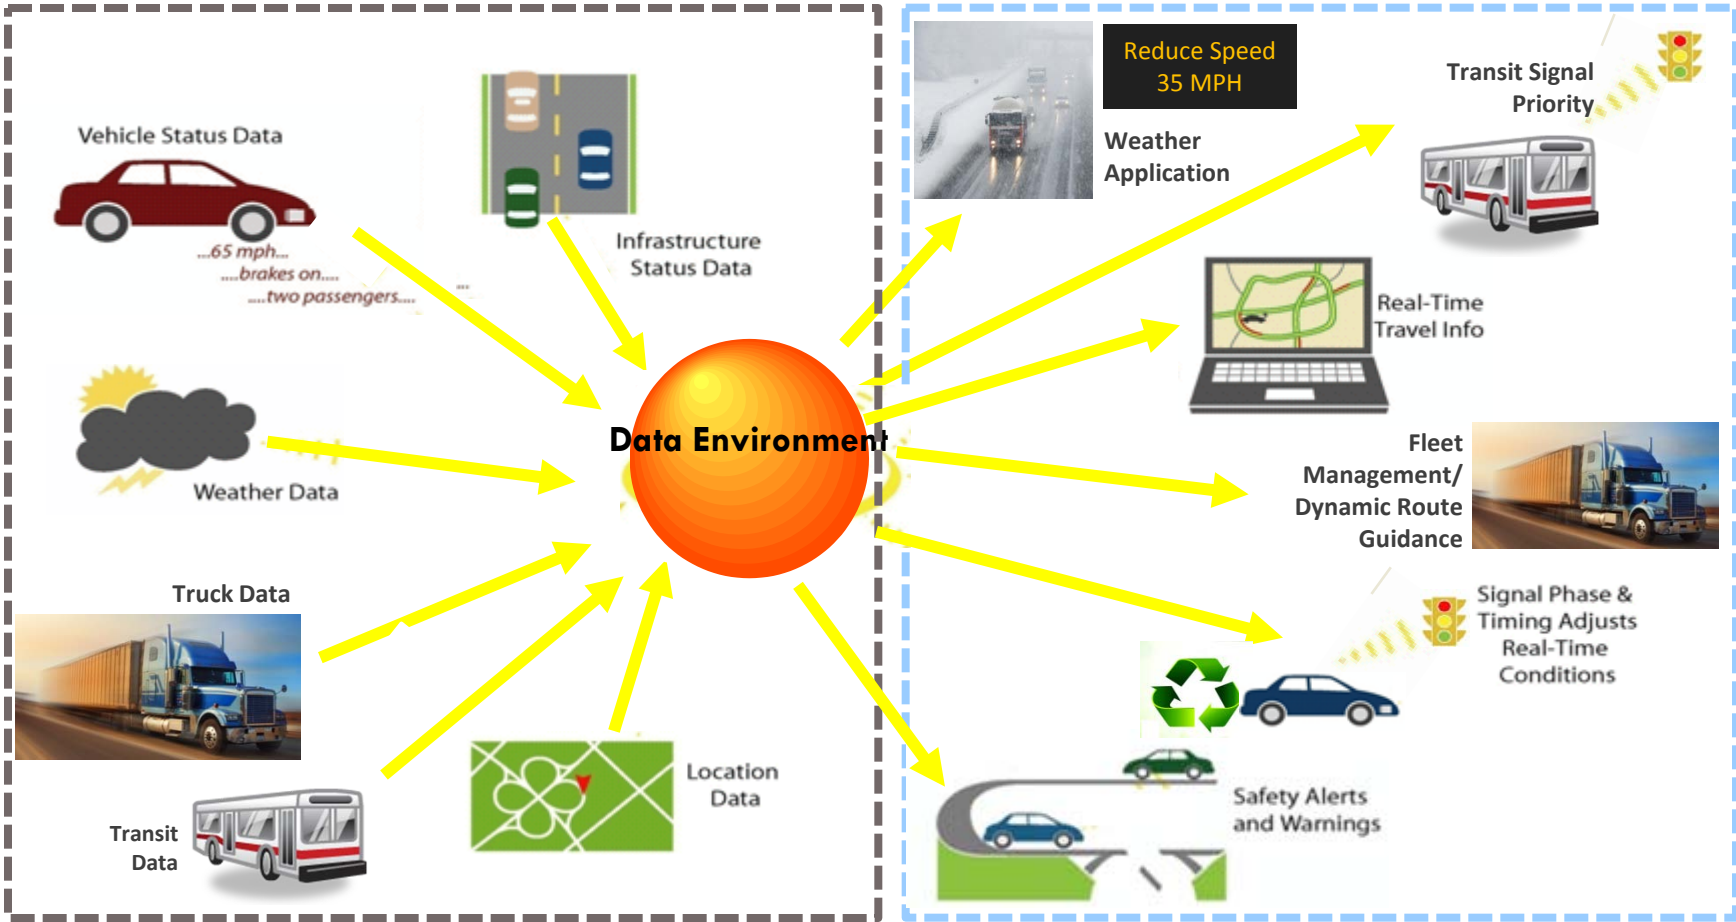 Vehicle Status Data
...65 mph...
....brakes on....
....two passengers....
...
Infrastructure
Status Data
Weather Data
Truck Data
Transit
Data
Location
Data
Data Environment
Reduce Speed
35 MPH
Weather
Application
Transit Signal
Priority
Real-Time
Travel Info
Fleet
Management/
Dynamic Route
Guidance
Signal Phase &
Timing Adjusts
Real-Time
Conditions
Safety Alerts
and Warnings